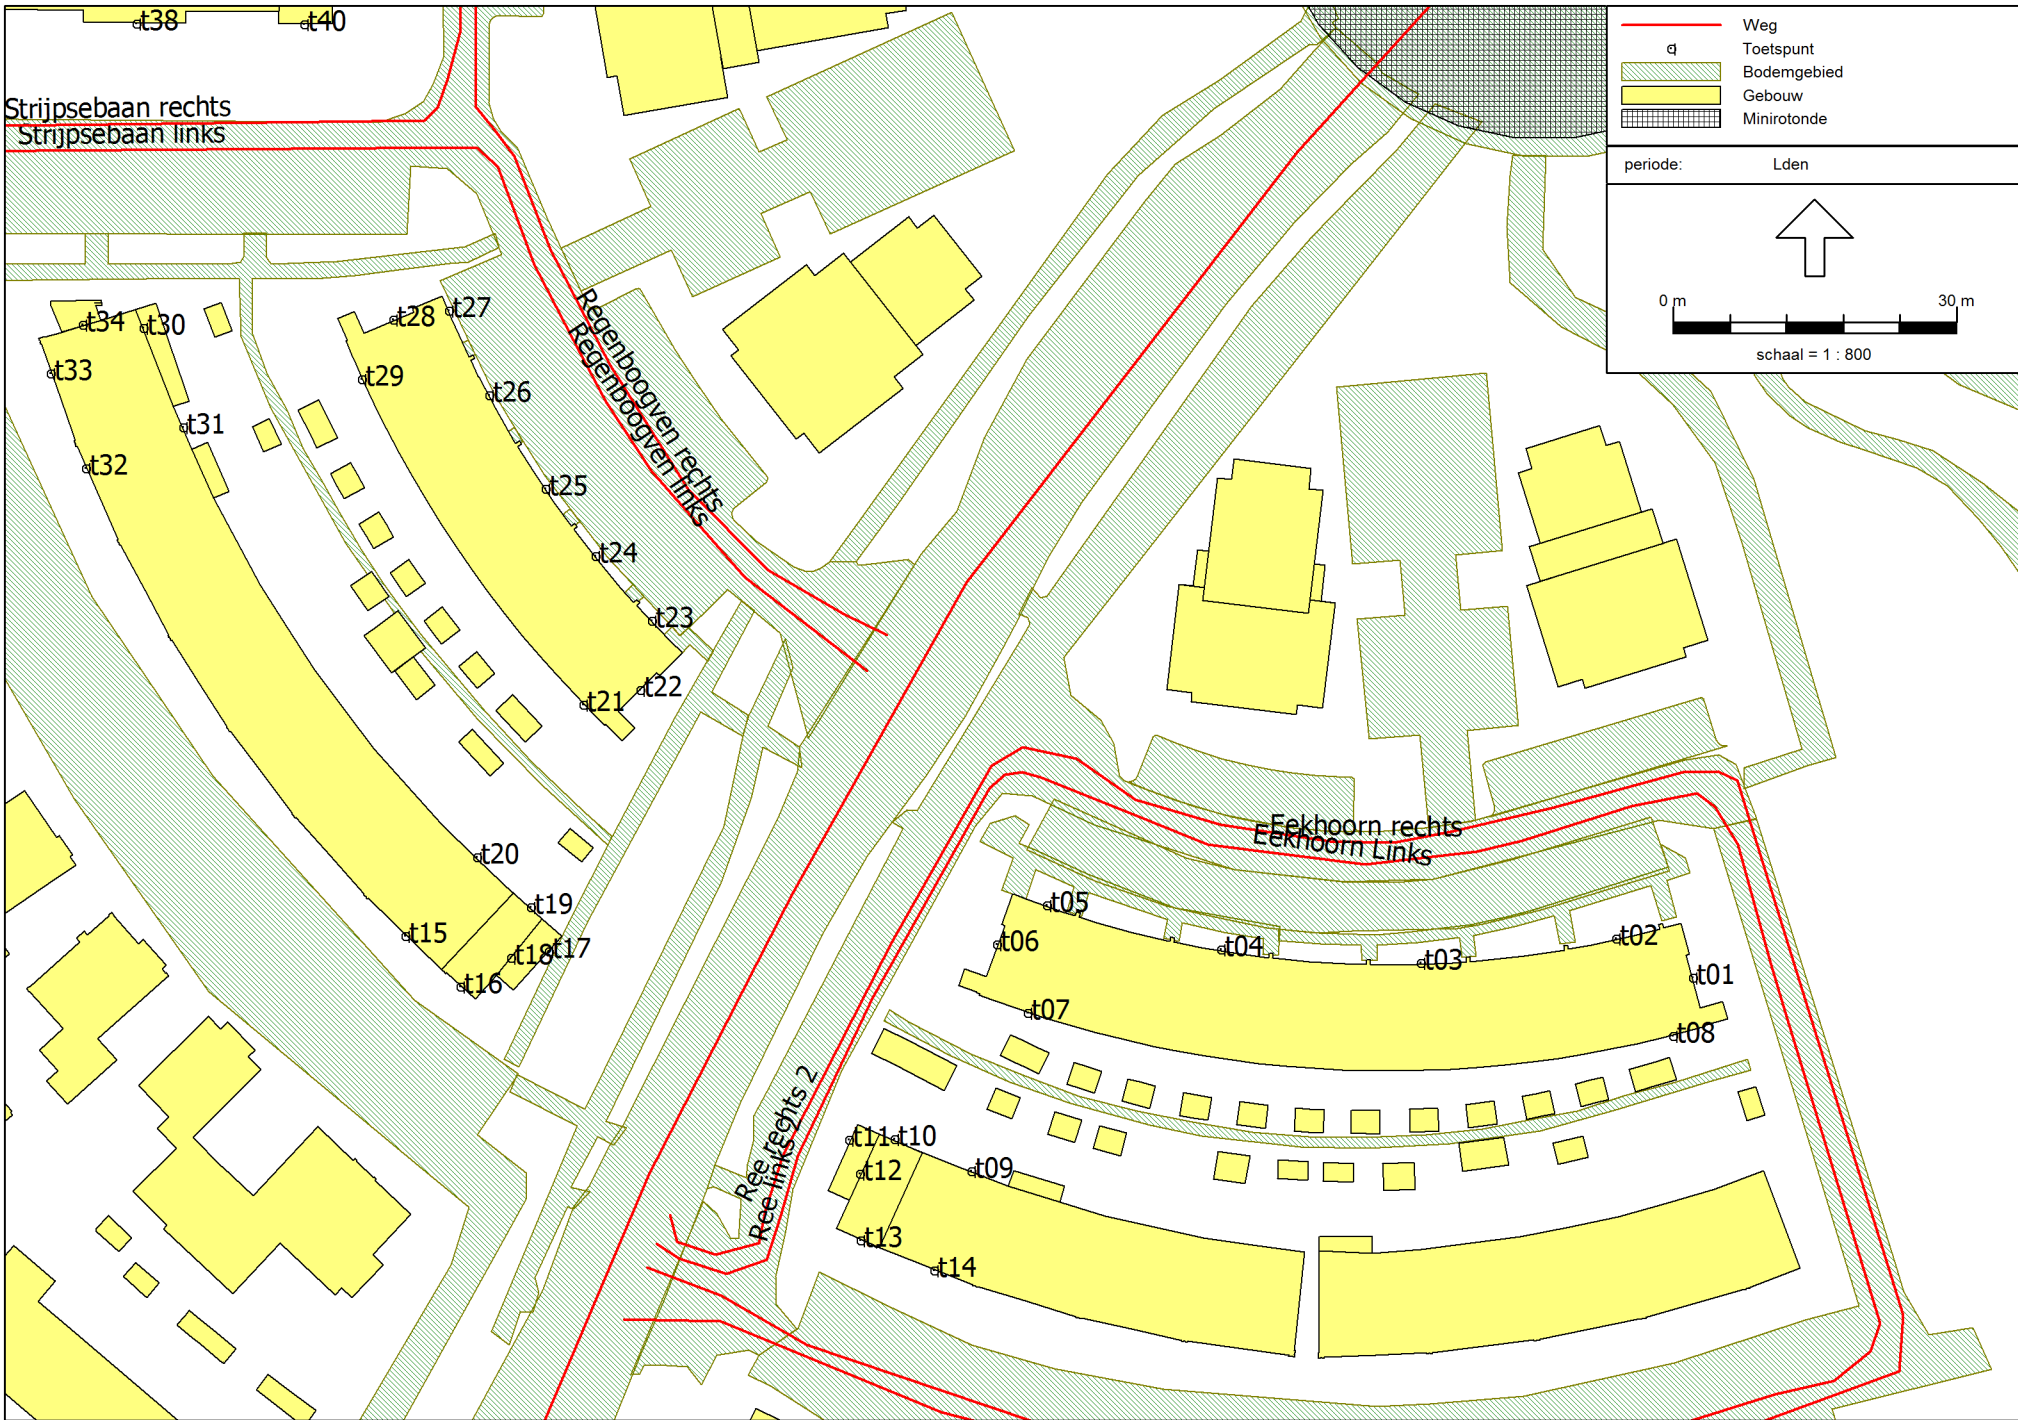 t38
t40
Strijpsebaan rechts
Strijpsebaan links
Weg
Toetspunt
Bodemgebied
Gebouw
Minirotonde
periode: Lden
0 m 30 m
schaal = 1 : 800
t34
t30
t28
t27
t33
t29
t26
t31
t32
t25
t24
t23
t22
t21
Regenboogven rechts
Regenboogven links
t20
t19
t15
t18
t17
t16
Eekhoorn rechts
Eekhoorn Links
t05
t06
t04
t03
t02
t01
t07
t08
Ree rechts 2
Ree links 2
t11
t10
t12
t09
t13
t14